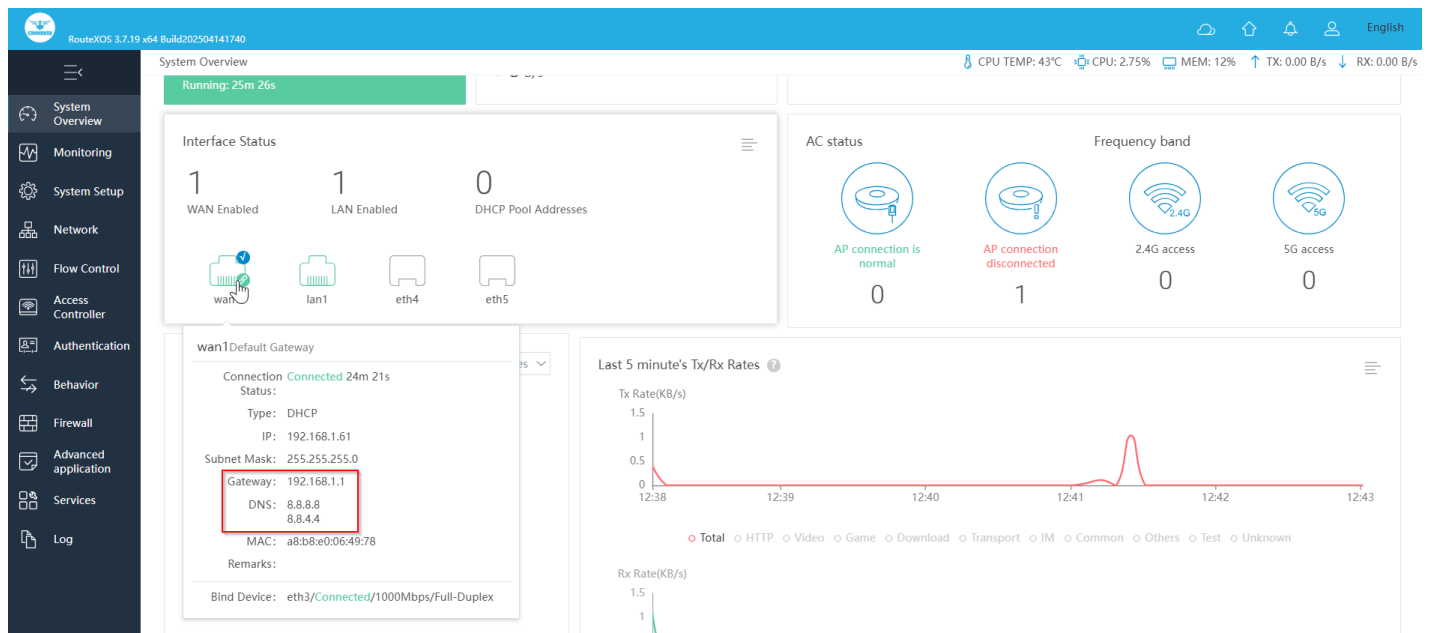 RouteXOS 3.7.19 x64 Build202504141740
English
System Overview
CPU TEMP: 43℃ CPU: 2.75% MEM: 12% TX: 0.00 B/s RX: 0.00 B/s
System Overview
Monitoring
System Setup
Network
Flow Control
Access Controller
Authentication
Behavior
Firewall
Advanced application
Services
Log
Running: 25m 26s
Interface Status
1
WAN Enabled
1
LAN Enabled
0
DHCP Pool Addresses
lan1
eth4
eth5
AC status
Frequency band
2.4G
5G
AP connection is normal
0
AP connection disconnected
1
2.4G access
0
5G access
0
wan1 Default Gateway
Connection Status: Connected 24m 21s
Type: DHCP
IP: 192.168.1.61
Subnet Mask: 255.255.255.0
Gateway: 192.168.1.1
DNS: 8.8.8.8
8.8.4.4
MAC: a8:b8:e0:06:49:78
Remarks:
Bind Device: eth3/Connected/1000Mbps/Full-Duplex
Last 5 minute's Tx/Rx Rates ?
Tx Rate(KB/s)
1.5
1
0.5
0
12:38 12:39 12:40 12:41 12:42 12:43
Total HTTP Video Game Download Transport IM Common Others Test Unknown
Rx Rate(KB/s)
1.5
1